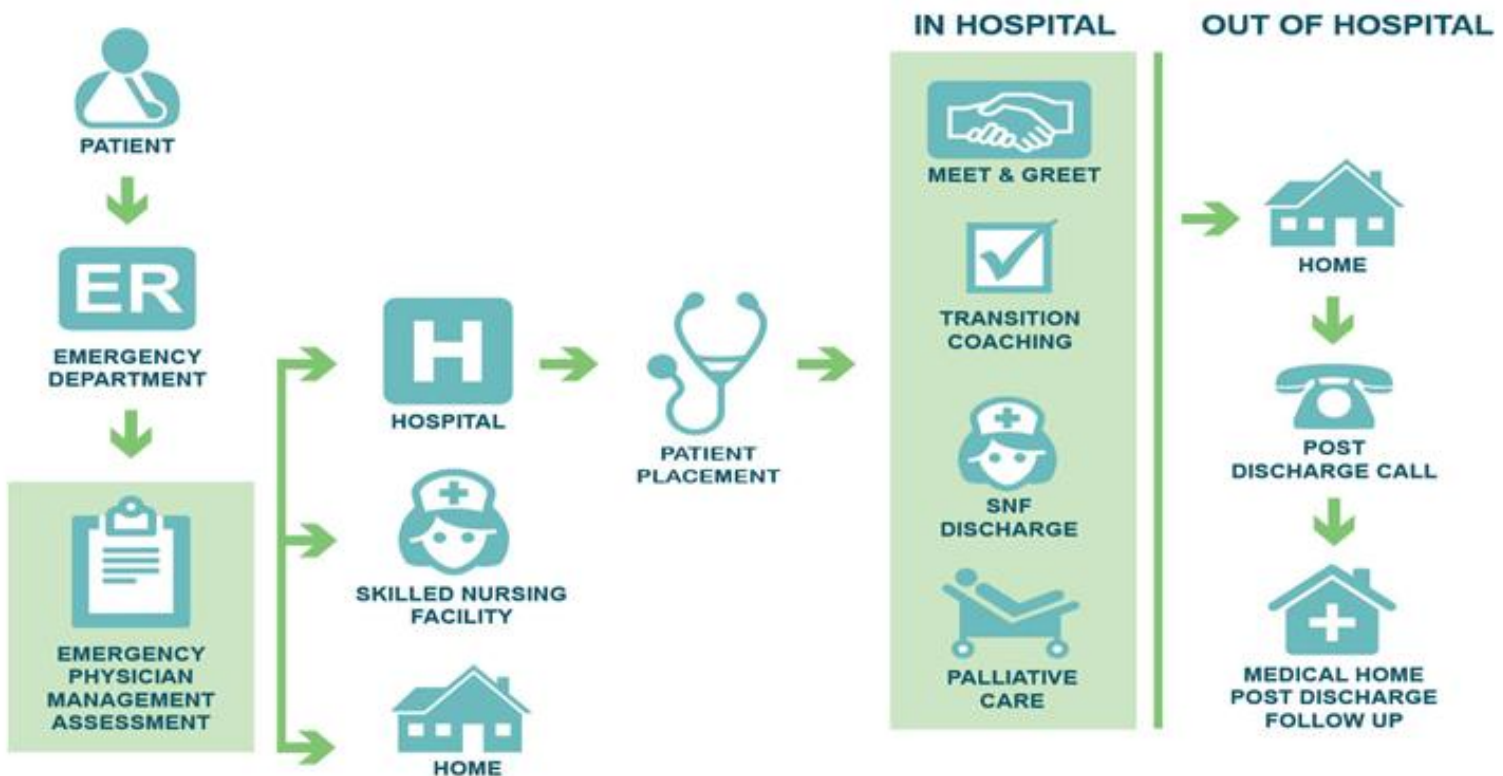 PATIENT
ER
EMERGENCY
DEPARTMENT
EMERGENCY
PHYSICIAN
MANAGEMENT
ASSESSMENT
H
HOSPITAL
SKILLED NURSING
FACILITY
HOME
PATIENT
PLACEMENT
IN HOSPITAL
MEET & GREET
TRANSITION
COACHING
SNF
DISCHARGE
PALLIATIVE
CARE
OUT OF HOSPITAL
HOME
POST
DISCHARGE CALL
MEDICAL HOME
POST DISCHARGE
FOLLOW UP